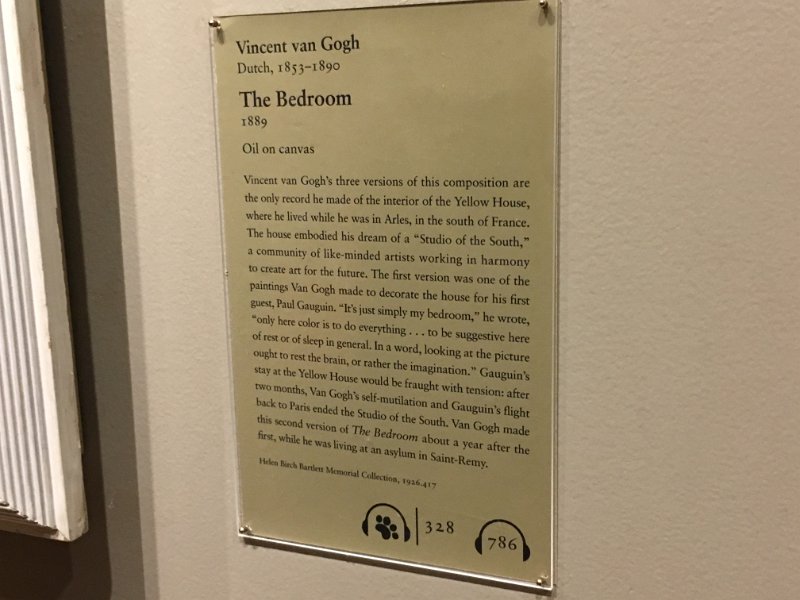 Vincent van Gogh
Dutch, 1853–1890
The Bedroom
1889
Oil on canvas
Vincent van Gogh's three versions of this composition are
the only record he made of the interior of the Yellow House,
where he lived while he was in Arles, in the south of France.
The house embodied his dream of a “Studio of the South,”
a community of like-minded artists working in harmony
to create art for the future. The first version was one of the
paintings Van Gogh made to decorate the house for his first
guest, Paul Gauguin. “It's just simply my bedroom,” he wrote,
“only here color is to do everything . . . to be suggestive here
of rest or of sleep in general. In a word, looking at the picture
ought to rest the brain, or rather the imagination.” Gauguin's
stay at the Yellow House would be fraught with tension: after
two months, Van Gogh's self-mutilation and Gauguin's flight
back to Paris ended the Studio of the South. Van Gogh made
this second version of The Bedroom about a year after the
first, while he was living at an asylum in Saint-Remy.
Helen Birch Bartlett Memorial Collection, 1926.417
328
786